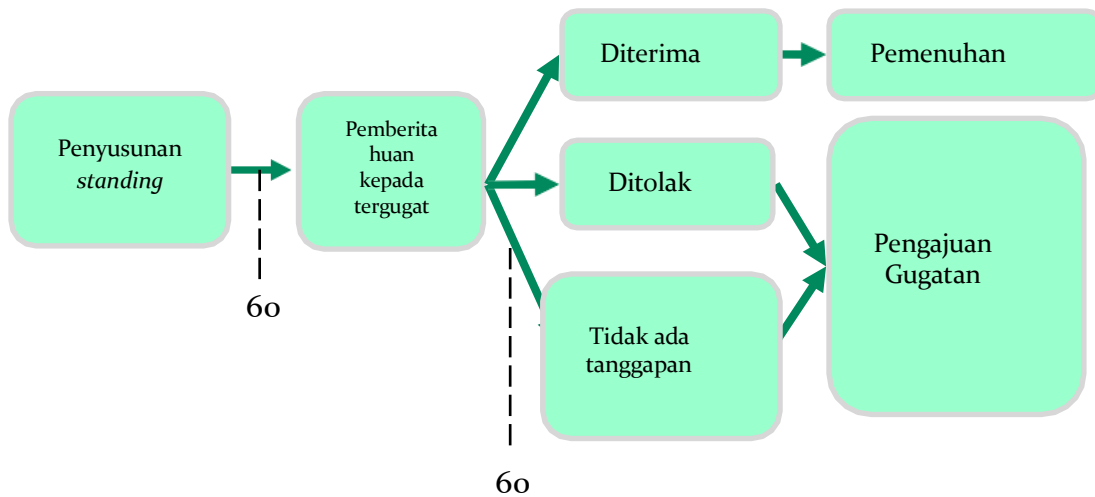 Penyusunan
standing
60
Pemberita
huan
kepada
tergugat
60
Diterima
Pemenuhan
Ditolak
Tidak ada
tanggapan
Pengajuan
Gugatan